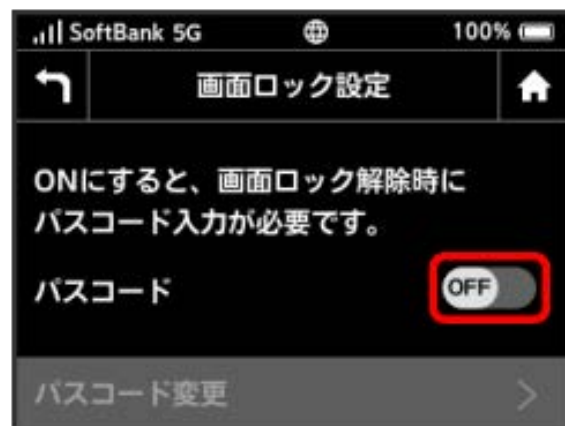 SoftBank 5G 100%
画面ロック設定
ONにすると、画面ロック解除時に
パスコード入力が必要です。
パスコード OFF
パスコード変更